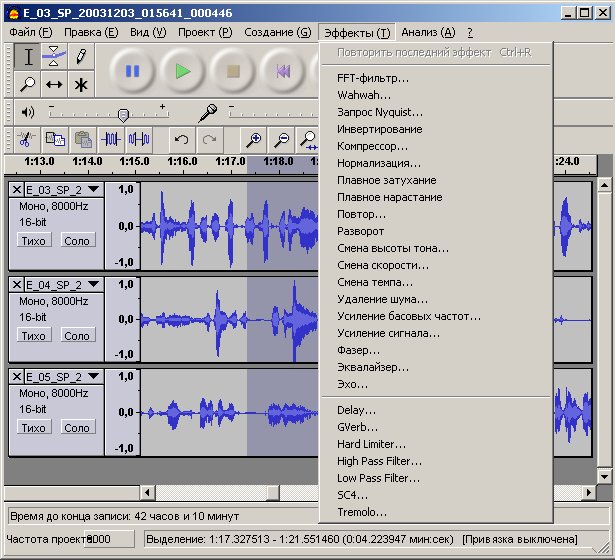 E_03_SP_20031203_015641_000446
Файл (F) Правка (E) Вид (V) Проект (P) Создание (G) Эффекты (T) Анализ (A) ?
Повторить последний эффект Ctrl+R
FFT-фильтр...
Wahwah...
Запрос Nyquist...
Инвертирование
Компрессор...
Нормализация...
Плавное затухание
Плавное нарастание
Повтор...
Разворот
Смена высоты тона...
Смена скорости...
Смена темпа...
Удаление шума...
Усиление басовых частот...
Усиление сигнала...
Фазер...
Эквалайзер...
Эхо...
Delay...
GVerb...
Hard Limiter...
High Pass Filter...
Low Pass Filter...
SC4...
Tremolo...
1:13.0 1:14.0 1:15.0 1:16.0 1:17.0 1:18.0 1:24.0
E_03_SP_2
Моно, 8000Hz
16-bit
Тихо Соло
1,0
0,0
-1,0
E_04_SP_2
Моно, 8000Hz
16-bit
Тихо Соло
1,0
0,0
-1,0
E_05_SP_2
Моно, 8000Hz
16-bit
Тихо Соло
1,0
0,0
-1,0
Время до конца записи: 42 часов и 10 минут
Частота проекта 8000 Выделение: 1:17.327513 - 1:21.551460 (0:04.223947 мин:сек) [Привязка выключена]